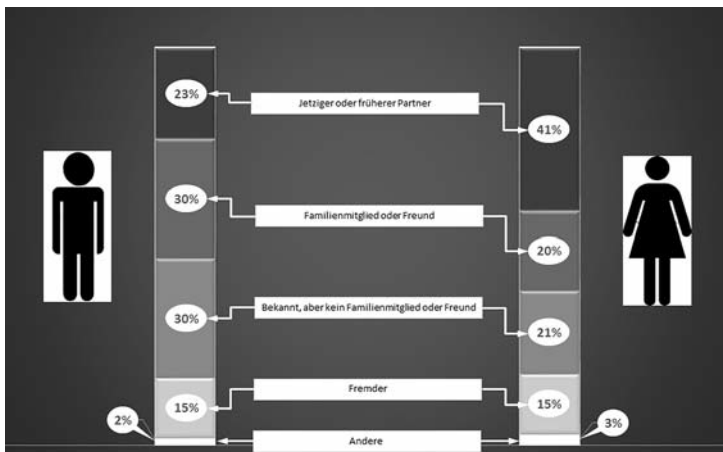 23%
Jetziger oder früherer Partner
41%
30%
Familienmitglied oder Freund
20%
30%
Bekannt, aber kein Familienmitglied oder Freund
21%
15%
Fremder
15%
2%
Andere
3%